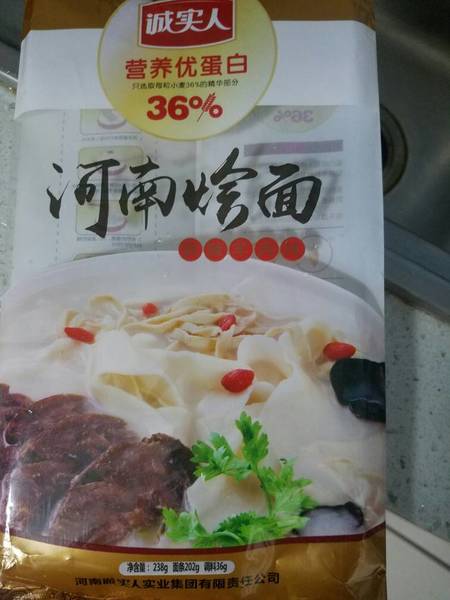 诚实人
营养优蛋白
只选取每粒小麦36%的精华部分
36%
河南烩面
净含量：238g 面条202g 调料36g
河南诚实人实业集团有限责任公司